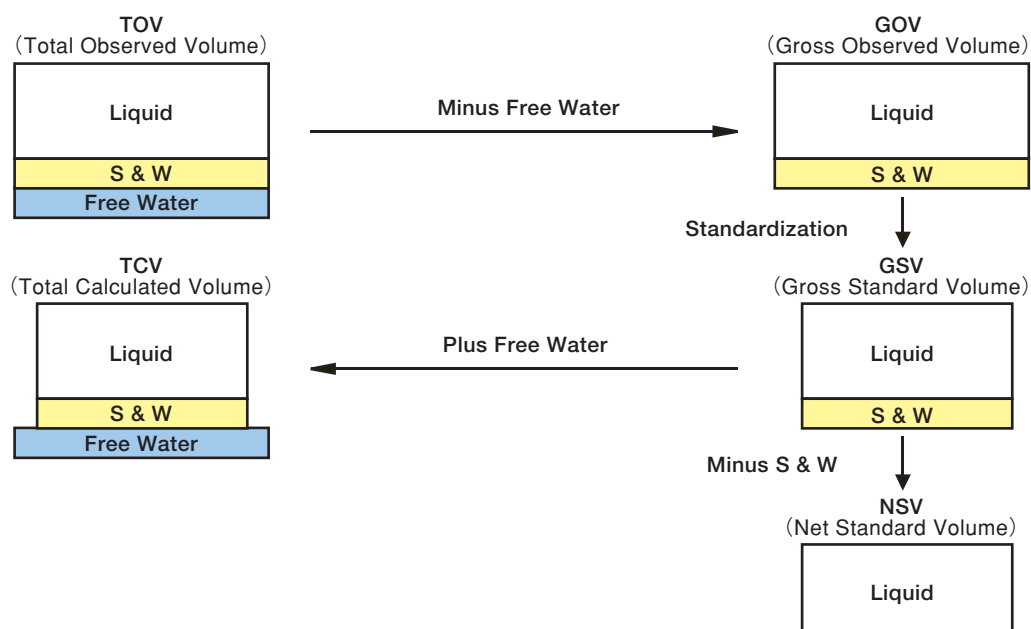 TOV
(Total Observed Volume)
Liquid
S & W
Free Water
Minus Free Water
GOV
(Gross Observed Volume)
Liquid
S & W
Standardization
TCV
(Total Calculated Volume)
Liquid
S & W
Free Water
Plus Free Water
GSV
(Gross Standard Volume)
Liquid
S & W
Minus S & W
NSV
(Net Standard Volume)
Liquid